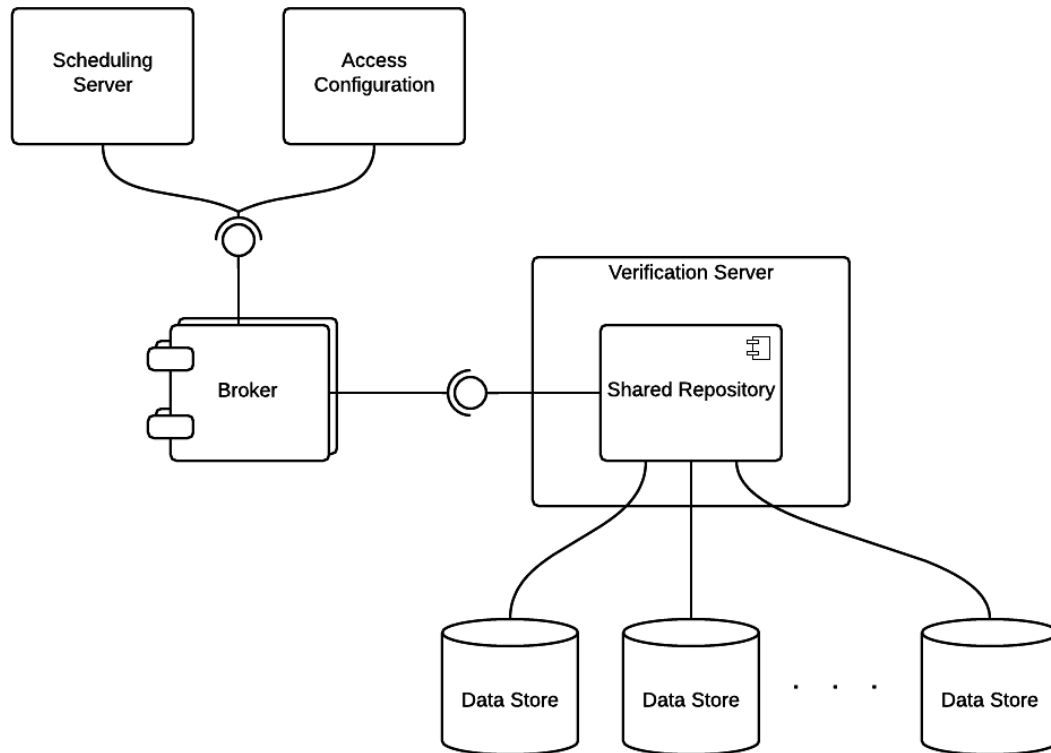 Scheduling
Server
Access
Configuration
Verification Server
Broker
Shared Repository
Data Store
Data Store
. . .
Data Store